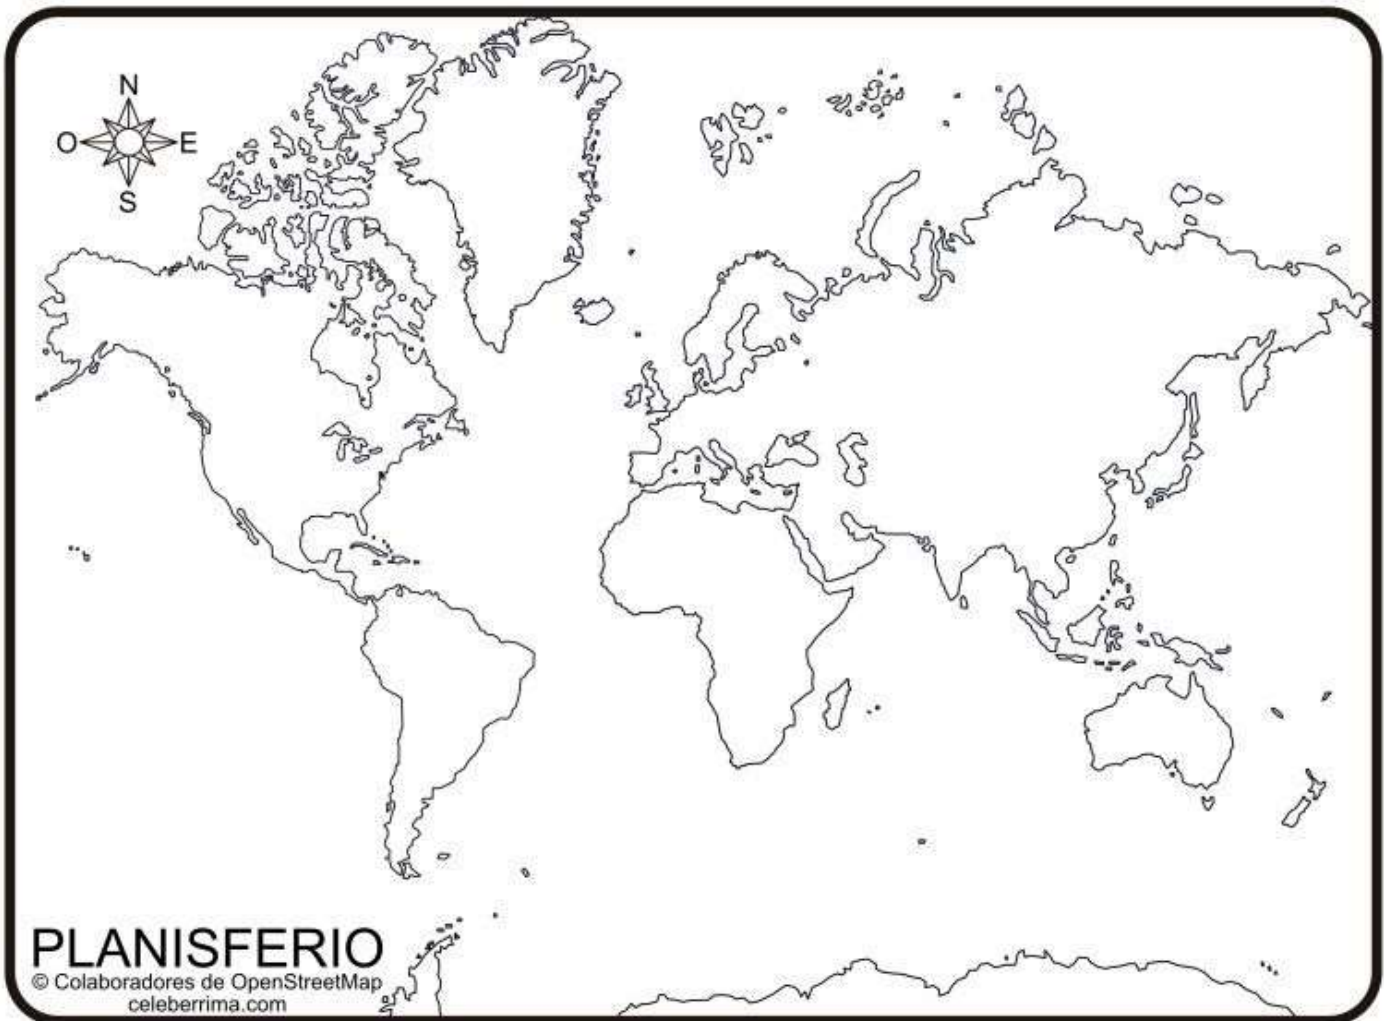 N
O E
S
PLANISFERIO
© Colaboradores de OpenStreetMap
celeberrima.com